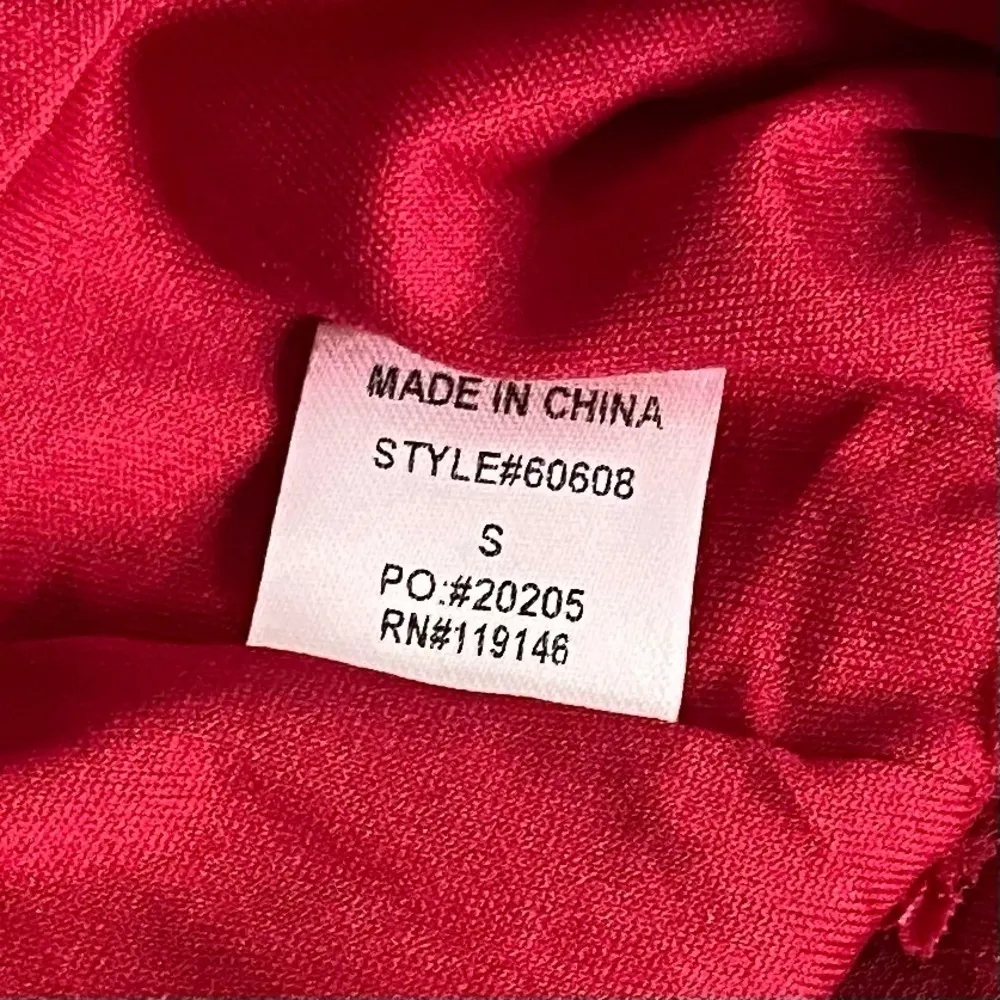 MADE IN CHINA
STYLE#60608
S
PO:#20205
RN#119146